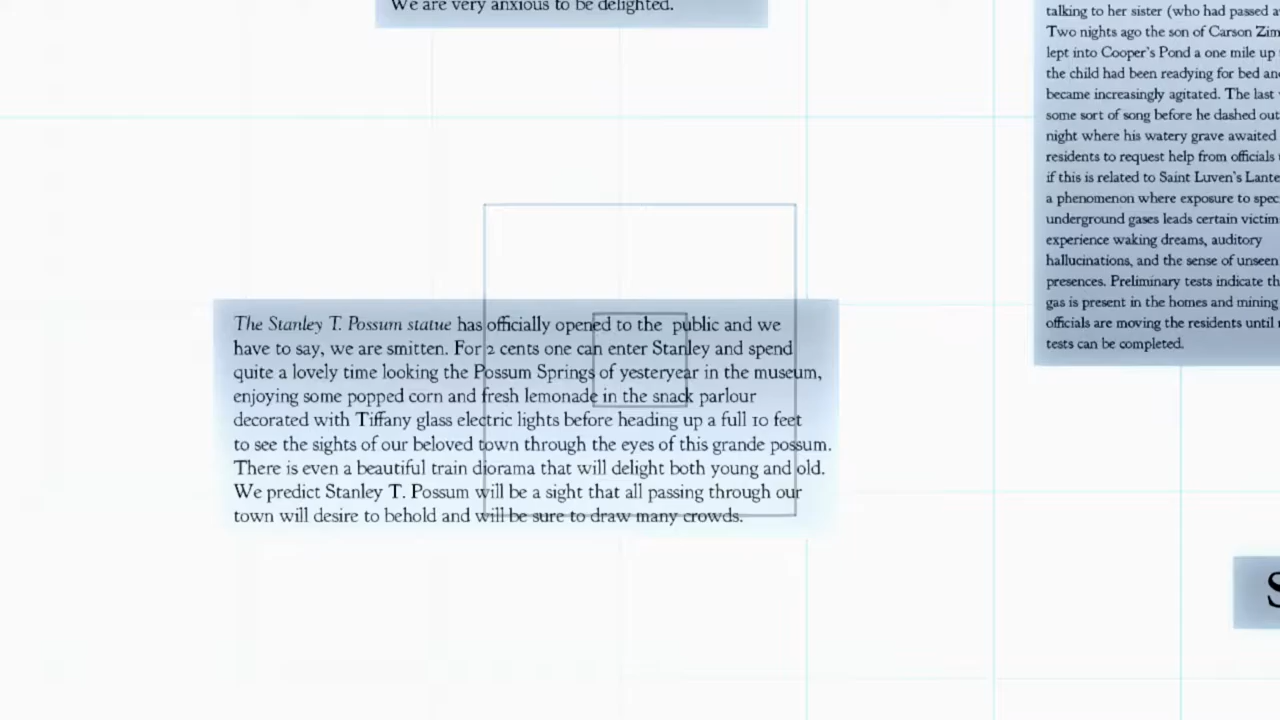 We are very anxious to be delighted.
The Stanley T. Possum statue has officially opened to the public and we
have to say, we are smitten. For 2 cents one can enter Stanley and spend
quite a lovely time looking the Possum Springs of yesteryear in the museum,
enjoying some popped corn and fresh lemonade in the snack parlour
decorated with Tiffany glass electric lights before heading up a full 10 feet
to see the sights of our beloved town through the eyes of this grande possum.
There is even a beautiful train diorama that will delight both young and old.
We predict Stanley T. Possum will be a sight that all passing through our
town will desire to behold and will be sure to draw many crowds.
talking to her sister (who had passed
Two nights ago the son of Carson
lept into Cooper's Pond a one mile up
the child had been readying for bed
became increasingly agitated. The last
some sort of song before he dashed out
night where his watery grave awaited
residents to request help from officials
if this is related to Saint Luven's
a phenomenon where exposure to
underground gases leads certain
experience waking dreams, auditory
hallucinations, and the sense of unseen
presences. Preliminary tests indicate
gas is present in the homes and mining
officials are moving the residents until
tests can be completed.
S